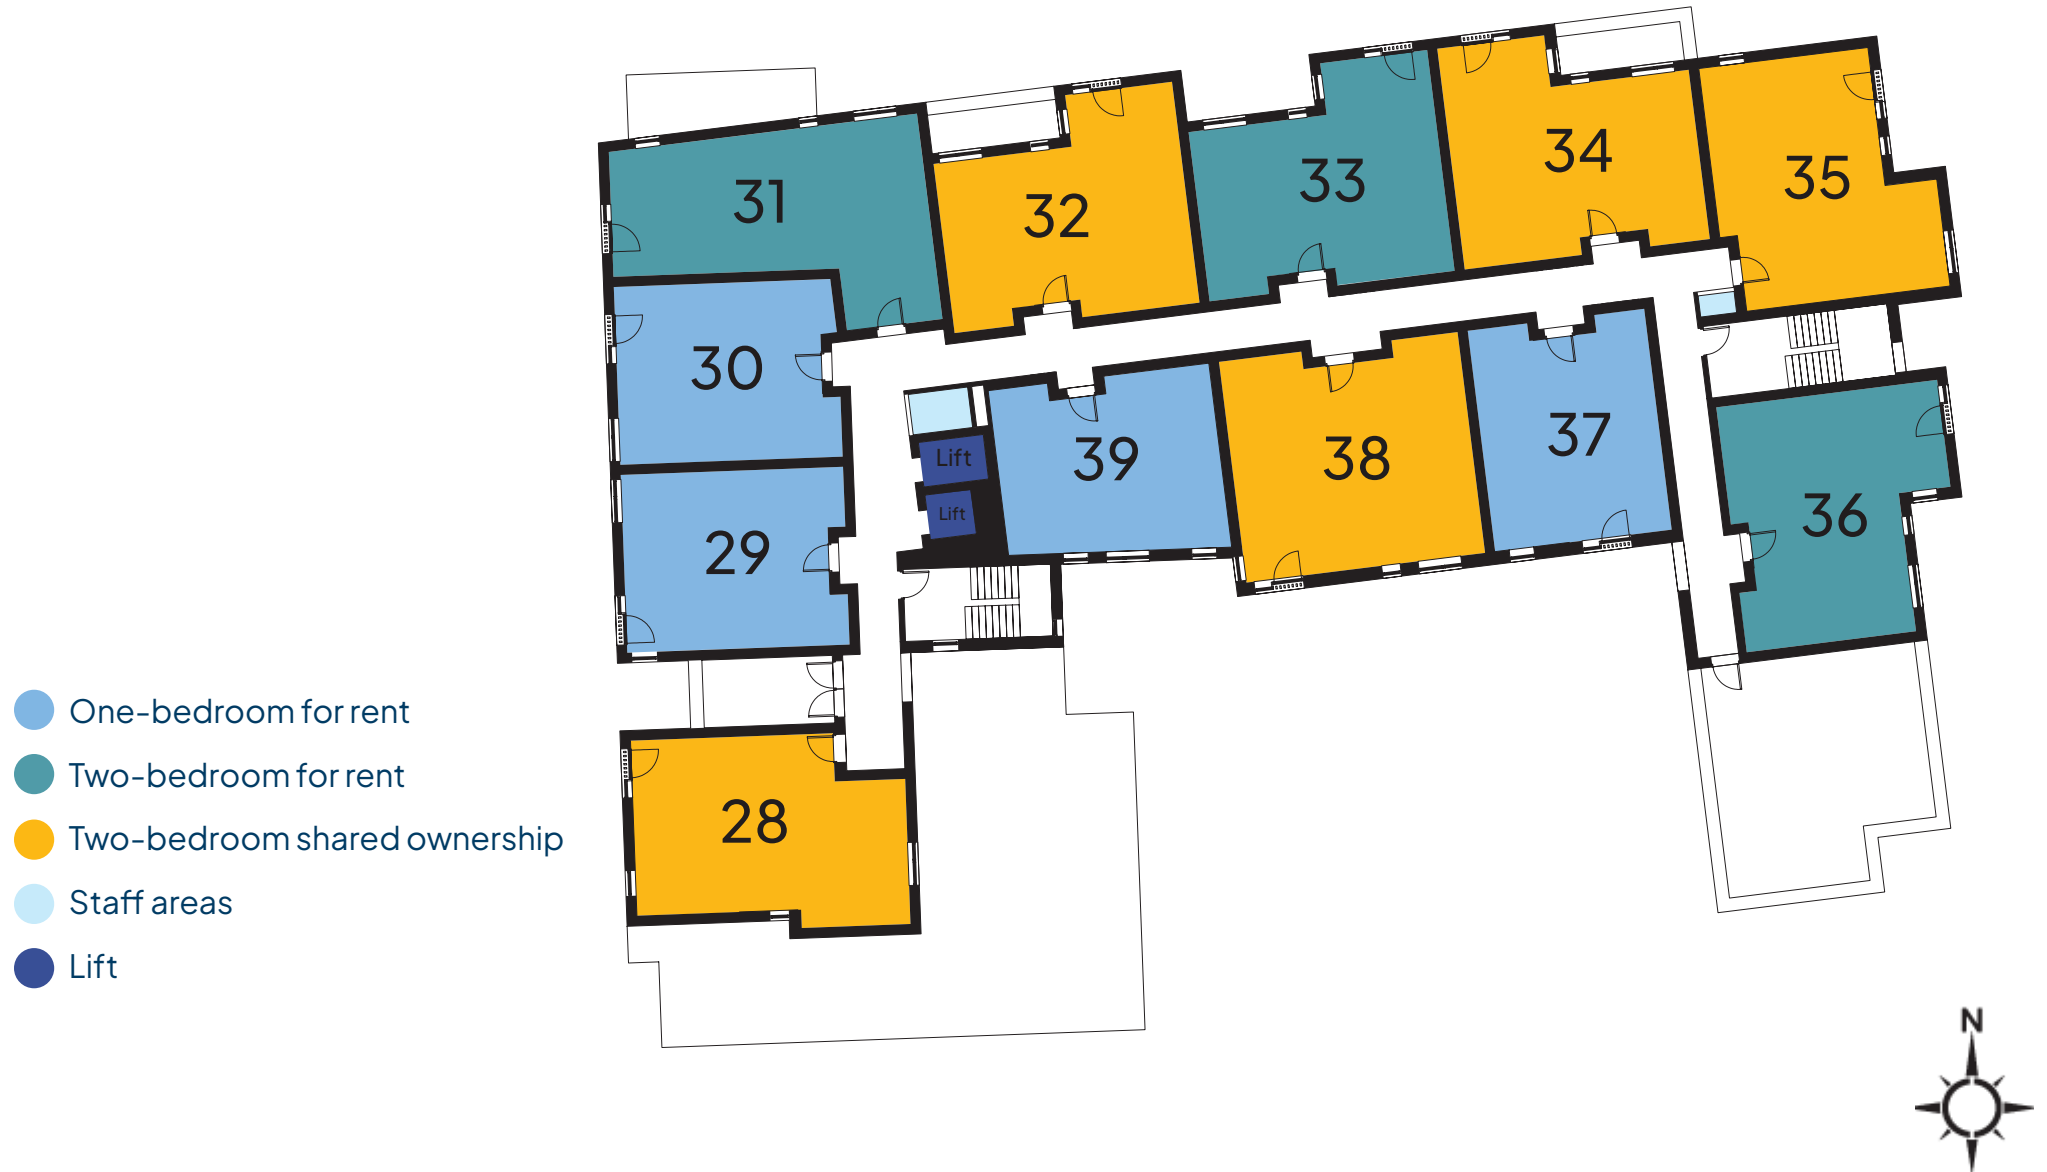 31
32
33
34
35
30
29
Lift
Lift
39
38
37
36
28
One-bedroom for rent
Two-bedroom for rent
Two-bedroom shared ownership
Staff areas
Lift
N